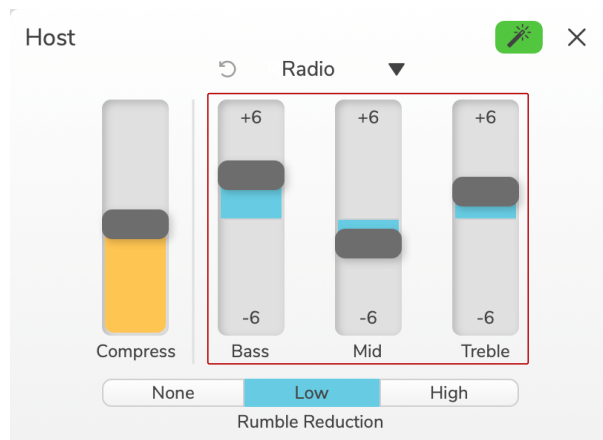 Host
Radio
+6 +6 +6
-6 -6 -6
Compress Bass Mid Treble
None Low High
Rumble Reduction